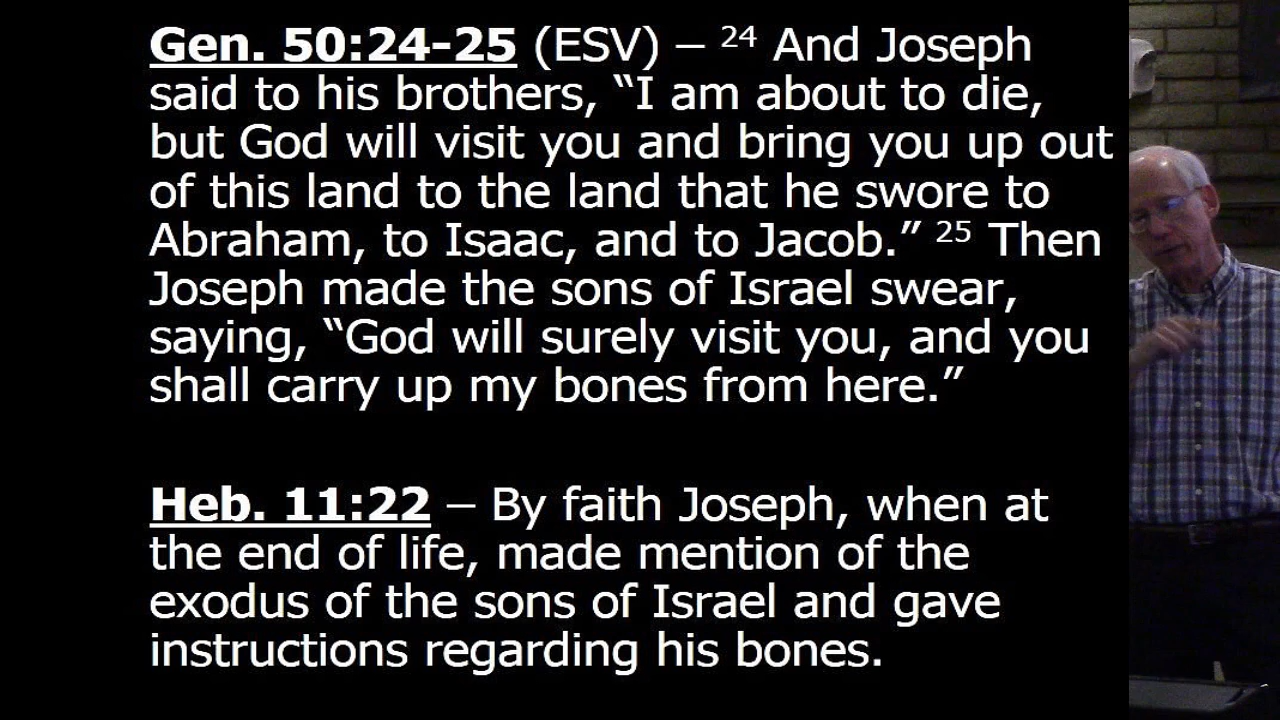 Gen. 50:24-25 (ESV) – 24 And Joseph
said to his brothers, “I am about to die,
but God will visit you and bring you up out
of this land to the land that he swore to
Abraham, to Isaac, and to Jacob.” 25 Then
Joseph made the sons of Israel swear,
saying, “God will surely visit you, and you
shall carry up my bones from here.”
Heb. 11:22 – By faith Joseph, when at
the end of life, made mention of the
exodus of the sons of Israel and gave
instructions regarding his bones.